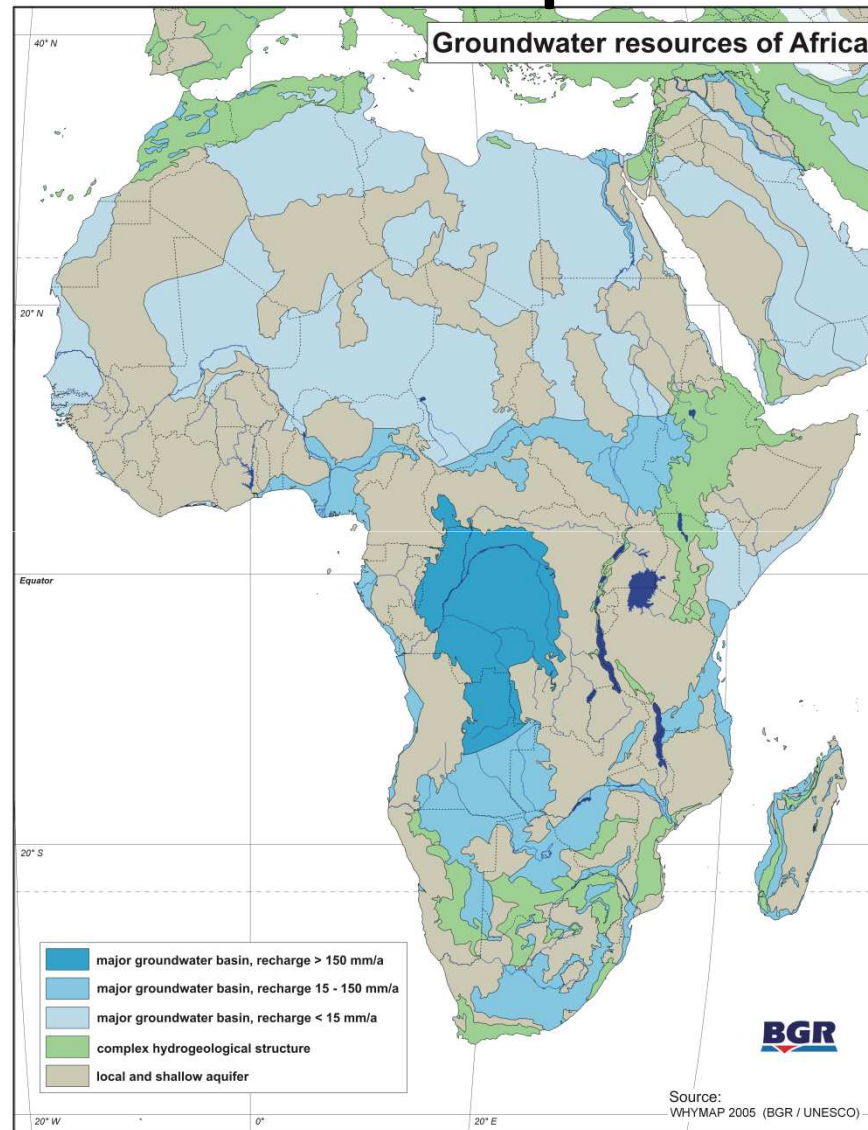 Groundwater resources of Africa
40° N
20° N
Equator
0
20° S
major groundwater basin, recharge > 150 mm/a
major groundwater basin, recharge 15 - 150 mm/a
major groundwater basin, recharge < 15 mm/a
complex hydrogeological structure
local and shallow aquifer
BGR
Source:
WHYMAP 2005 (BGR / UNESCO)
20° W
0°
20° E